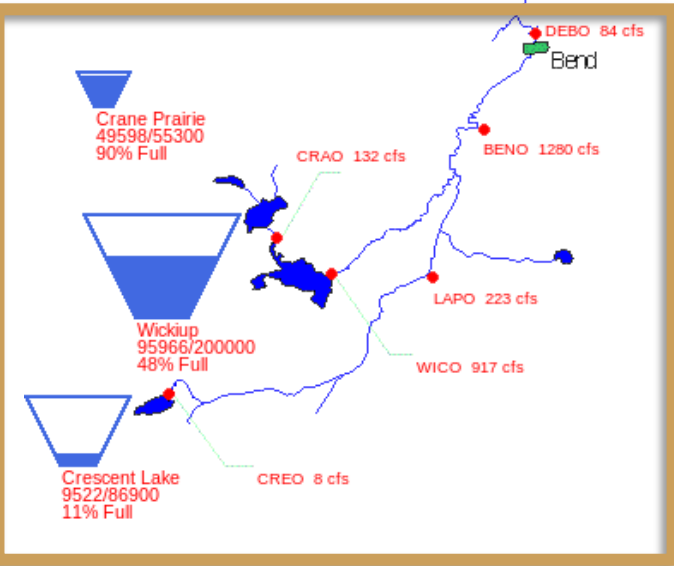 DEBO 84 cfs
Bend
Crane Prairie
49598/55300
90% Full
CRAO 132 cfs
BENO 1280 cfs
LAPO 223 cfs
Wickiup
95966/200000
48% Full
WICO 917 cfs
Crescent Lake
9522/86900
11% Full
CREO 8 cfs